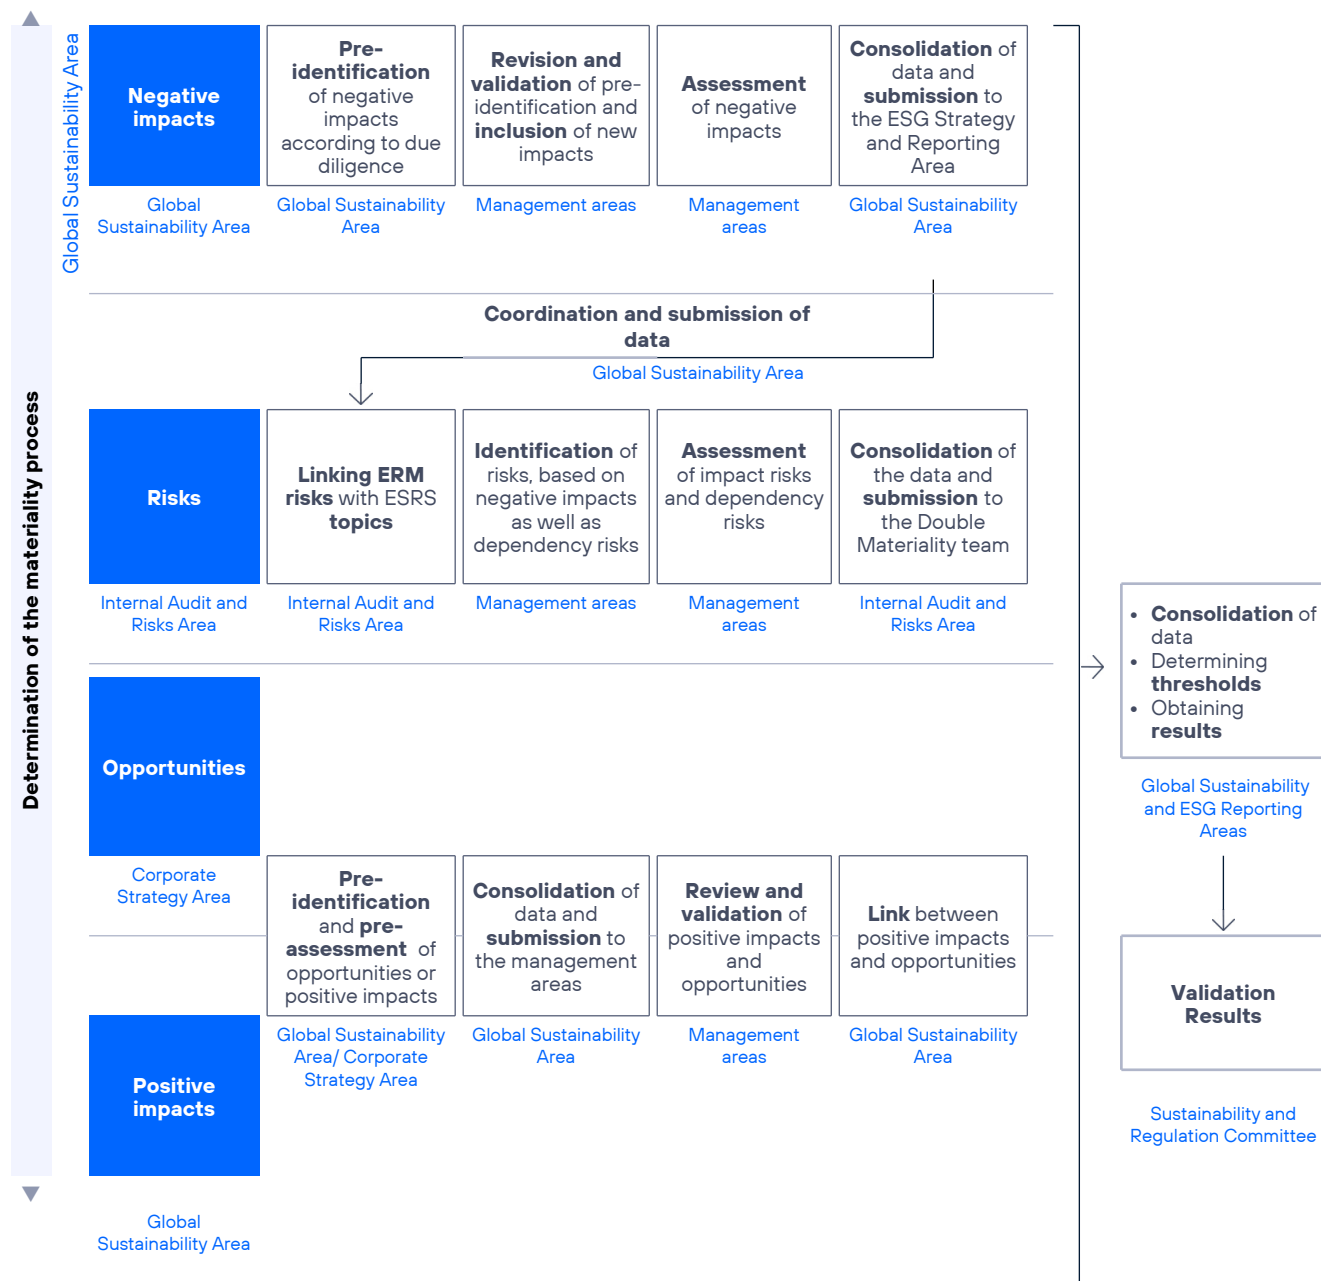 Determination of the materiality process
Global Sustainability Area
Negative
impacts
Global
Sustainability Area
Pre-
identification
of negative
impacts
according to due
diligence
Global Sustainability
Area
Revision and
validation of pre-
identification and
inclusion of new
impacts
Management areas
Assessment
of negative
impacts
Management
areas
Consolidation of
data and
submission to
the ESG Strategy
and Reporting
Area
Global Sustainability
Area
Coordination and submission of
data
Global Sustainability Area
Risks
Internal Audit and
Risks Area
Linking ERM
risks with ESRS
topics
Internal Audit and
Risks Area
Identification of
risks, based on
negative impacts
as well as
dependency risks
Management areas
Assessment
of impact risks
and dependency
risks
Management
areas
Consolidation of
the data and
submission to
the Double
Materiality team
Internal Audit and
Risks Area
Opportunities
Corporate
Strategy Area
Pre-
identification
and pre-
assessment of
opportunities or
positive impacts
Global Sustainability
Area/ Corporate
Strategy Area
Consolidation of
data and
submission to
the management
areas
Global Sustainability
Area
Review and
validation of
positive impacts
and
opportunities
Management
areas
Link between
positive impacts
and opportunities
Global Sustainability
Area
Positive
impacts
Global
Sustainability Area
• Consolidation of
data
• Determining
thresholds
• Obtaining
results
Global Sustainability
and ESG Reporting
Areas
Validation
Results
Sustainability and
Regulation Committee